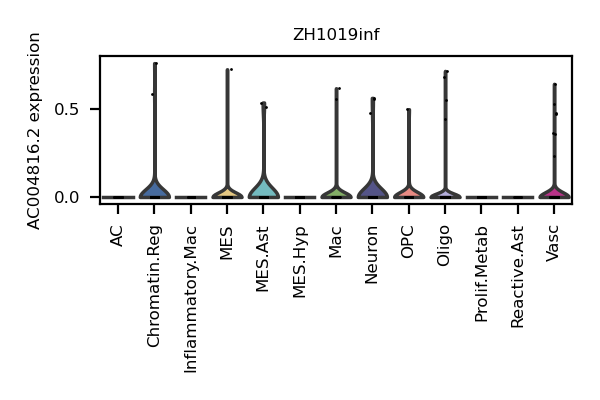 ZH1019inf
AC004816.2 expression
0.5
0.0
AC
Chromatin.Reg
Inflammatory.Mac
MES
MES.Ast
MES.Hyp
Mac
Neuron
OPC
Oligo
Prolif.Metab
Reactive.Ast
Vasc